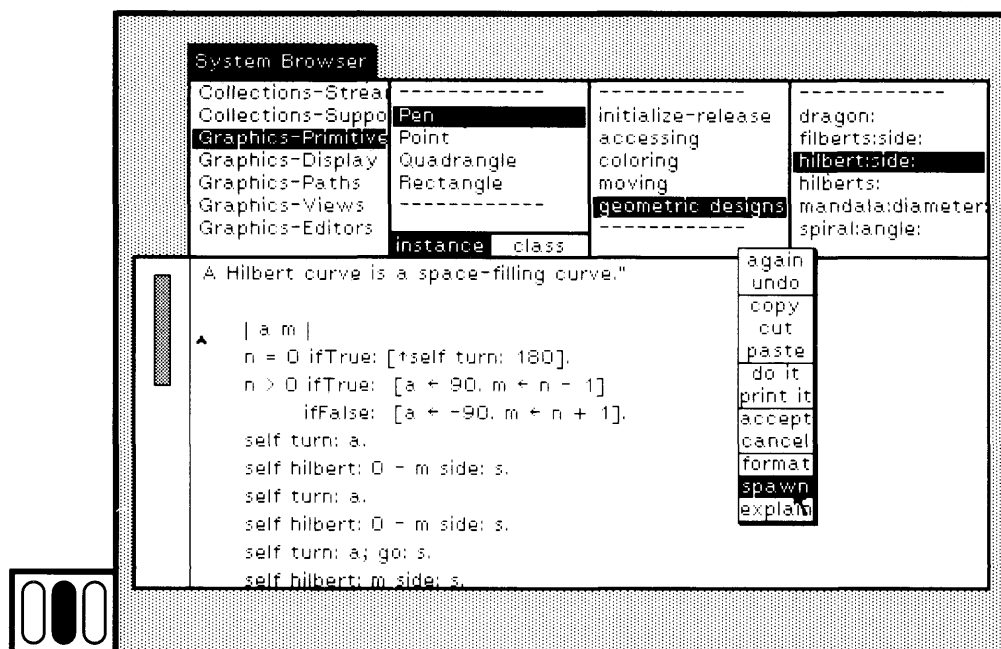 System Browser
Collections-Strea
Collections-Suppo
Graphics-Primitive
Graphics-Display
Graphics-Paths
Graphics-Views
Graphics-Editors
------------
Pen
Point
Quadrangle
Rectangle
------------
instance class
------------
initialize-release
accessing
coloring
moving
geometric designs
------------
------------
dragon:
filberts:side:
hilbert:side:
hilberts:
mandala:diameter:
spiral:angle:
A Hilbert curve is a space-filling curve."
| a m |
n = 0 ifTrue: [↑self turn: 180].
n > 0 ifTrue: [a ← 90. m ← n - 1]
ifFalse: [a ← -90. m ← n + 1].
self turn: a.
self hilbert: 0 - m side: s.
self turn: a.
self hilbert: 0 - m side: s.
self turn: a; go: s.
self hilbert: m side: s.
again
undo
copy
cut
paste
do it
print it
accept
cancel
format
spawn
explain